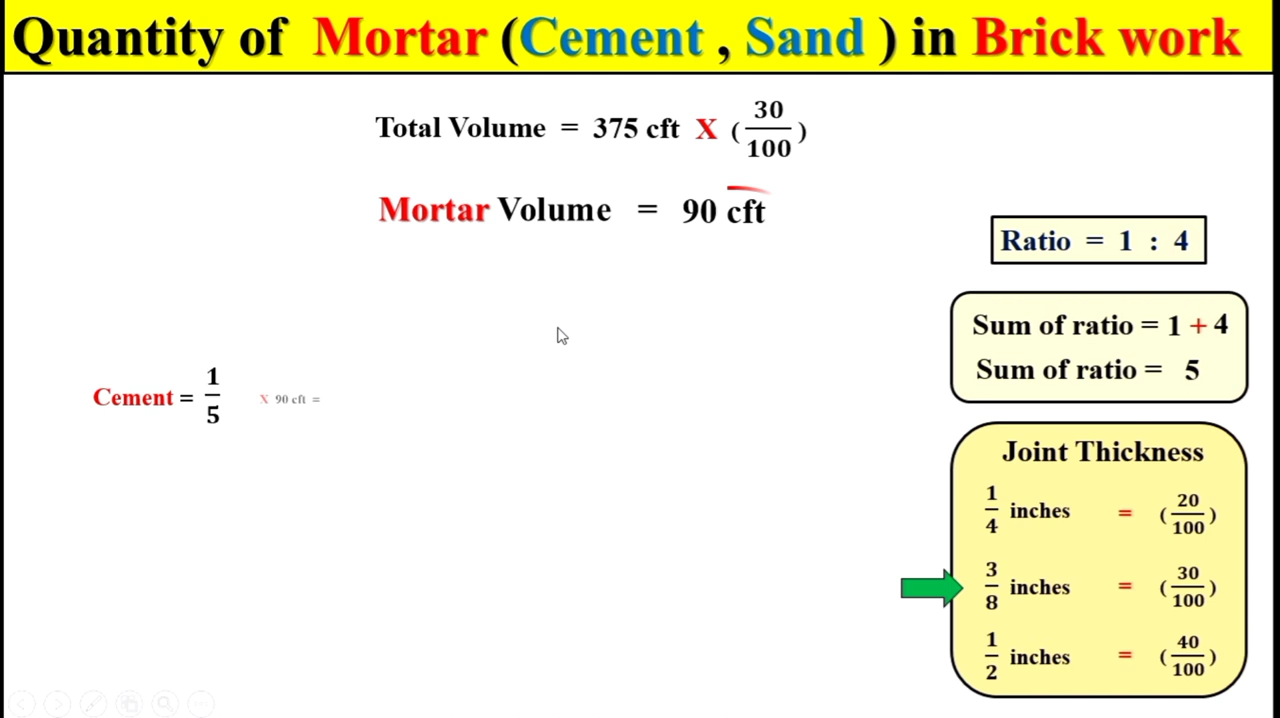 Quantity of Mortar (Cement , Sand ) in Brick work
Total Volume = 375 cft X (30/100)
Mortar Volume = 90 cft
Ratio = 1 : 4
Sum of ratio = 1 + 4
Sum of ratio = 5
Cement = 1/5 X 90 cft =
Joint Thickness
1/4 inches = (20/100)
3/8 inches = (30/100)
1/2 inches = (40/100)